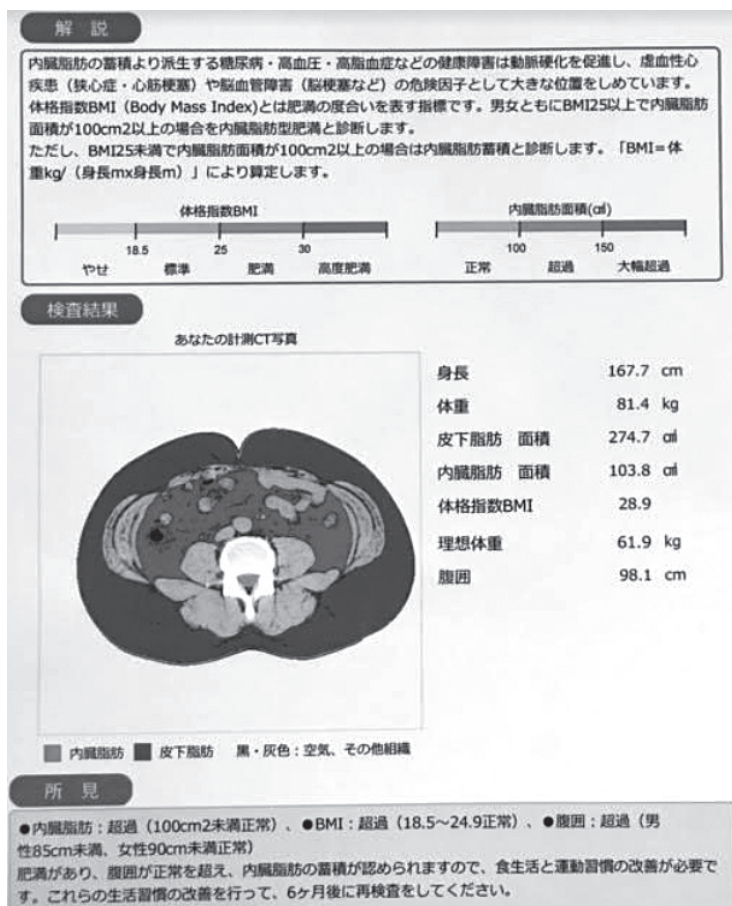 解 説
内臓脂肪の蓄積より派生する糖尿病・高血圧・高脂血症などの健康障害は動脈硬化を促進し、虚血性心
疾患（狭心症・心筋梗塞）や脳血管障害（脳梗塞など）の危険因子として大きな位置をしめています。
体格指数BMI（Body Mass Index)とは肥満の度合いを表す指標です。男女ともにBMI25以上で内臓脂肪
面積が100cm2以上の場合を内臓脂肪型肥満と診断します。
ただし、BMI25未満で内臓脂肪面積が100cm2以上の場合は内臓脂肪蓄積と診断します。「BMI＝体
重kg/（身長mx身長m）」により算定します。
体格指数BMI
18.5 25 30
やせ 標準 肥満 高度肥満
内臓脂肪面積(c㎡)
100 150
正常 超過 大幅超過
検査結果
あなたの計測CT写真
身長 167.7 cm
体重 81.4 kg
皮下脂肪 面積 274.7 c㎡
内臓脂肪 面積 103.8 c㎡
体格指数BMI 28.9
理想体重 61.9 kg
腹囲 98.1 cm
内臓脂肪 皮下脂肪 黒・灰色：空気、その他組織
所 見
●内臓脂肪：超過（100cm2未満正常）、●BMI：超過（18.5～24.9正常）、●腹囲：超過（男
性85cm未満、女性90cm未満正常）
肥満があり、腹囲が正常を超え、内臓脂肪の蓄積が認められますので、食生活と運動習慣の改善が必要で
す。これらの生活習慣の改善を行って、6ヶ月後に再検査をしてください。